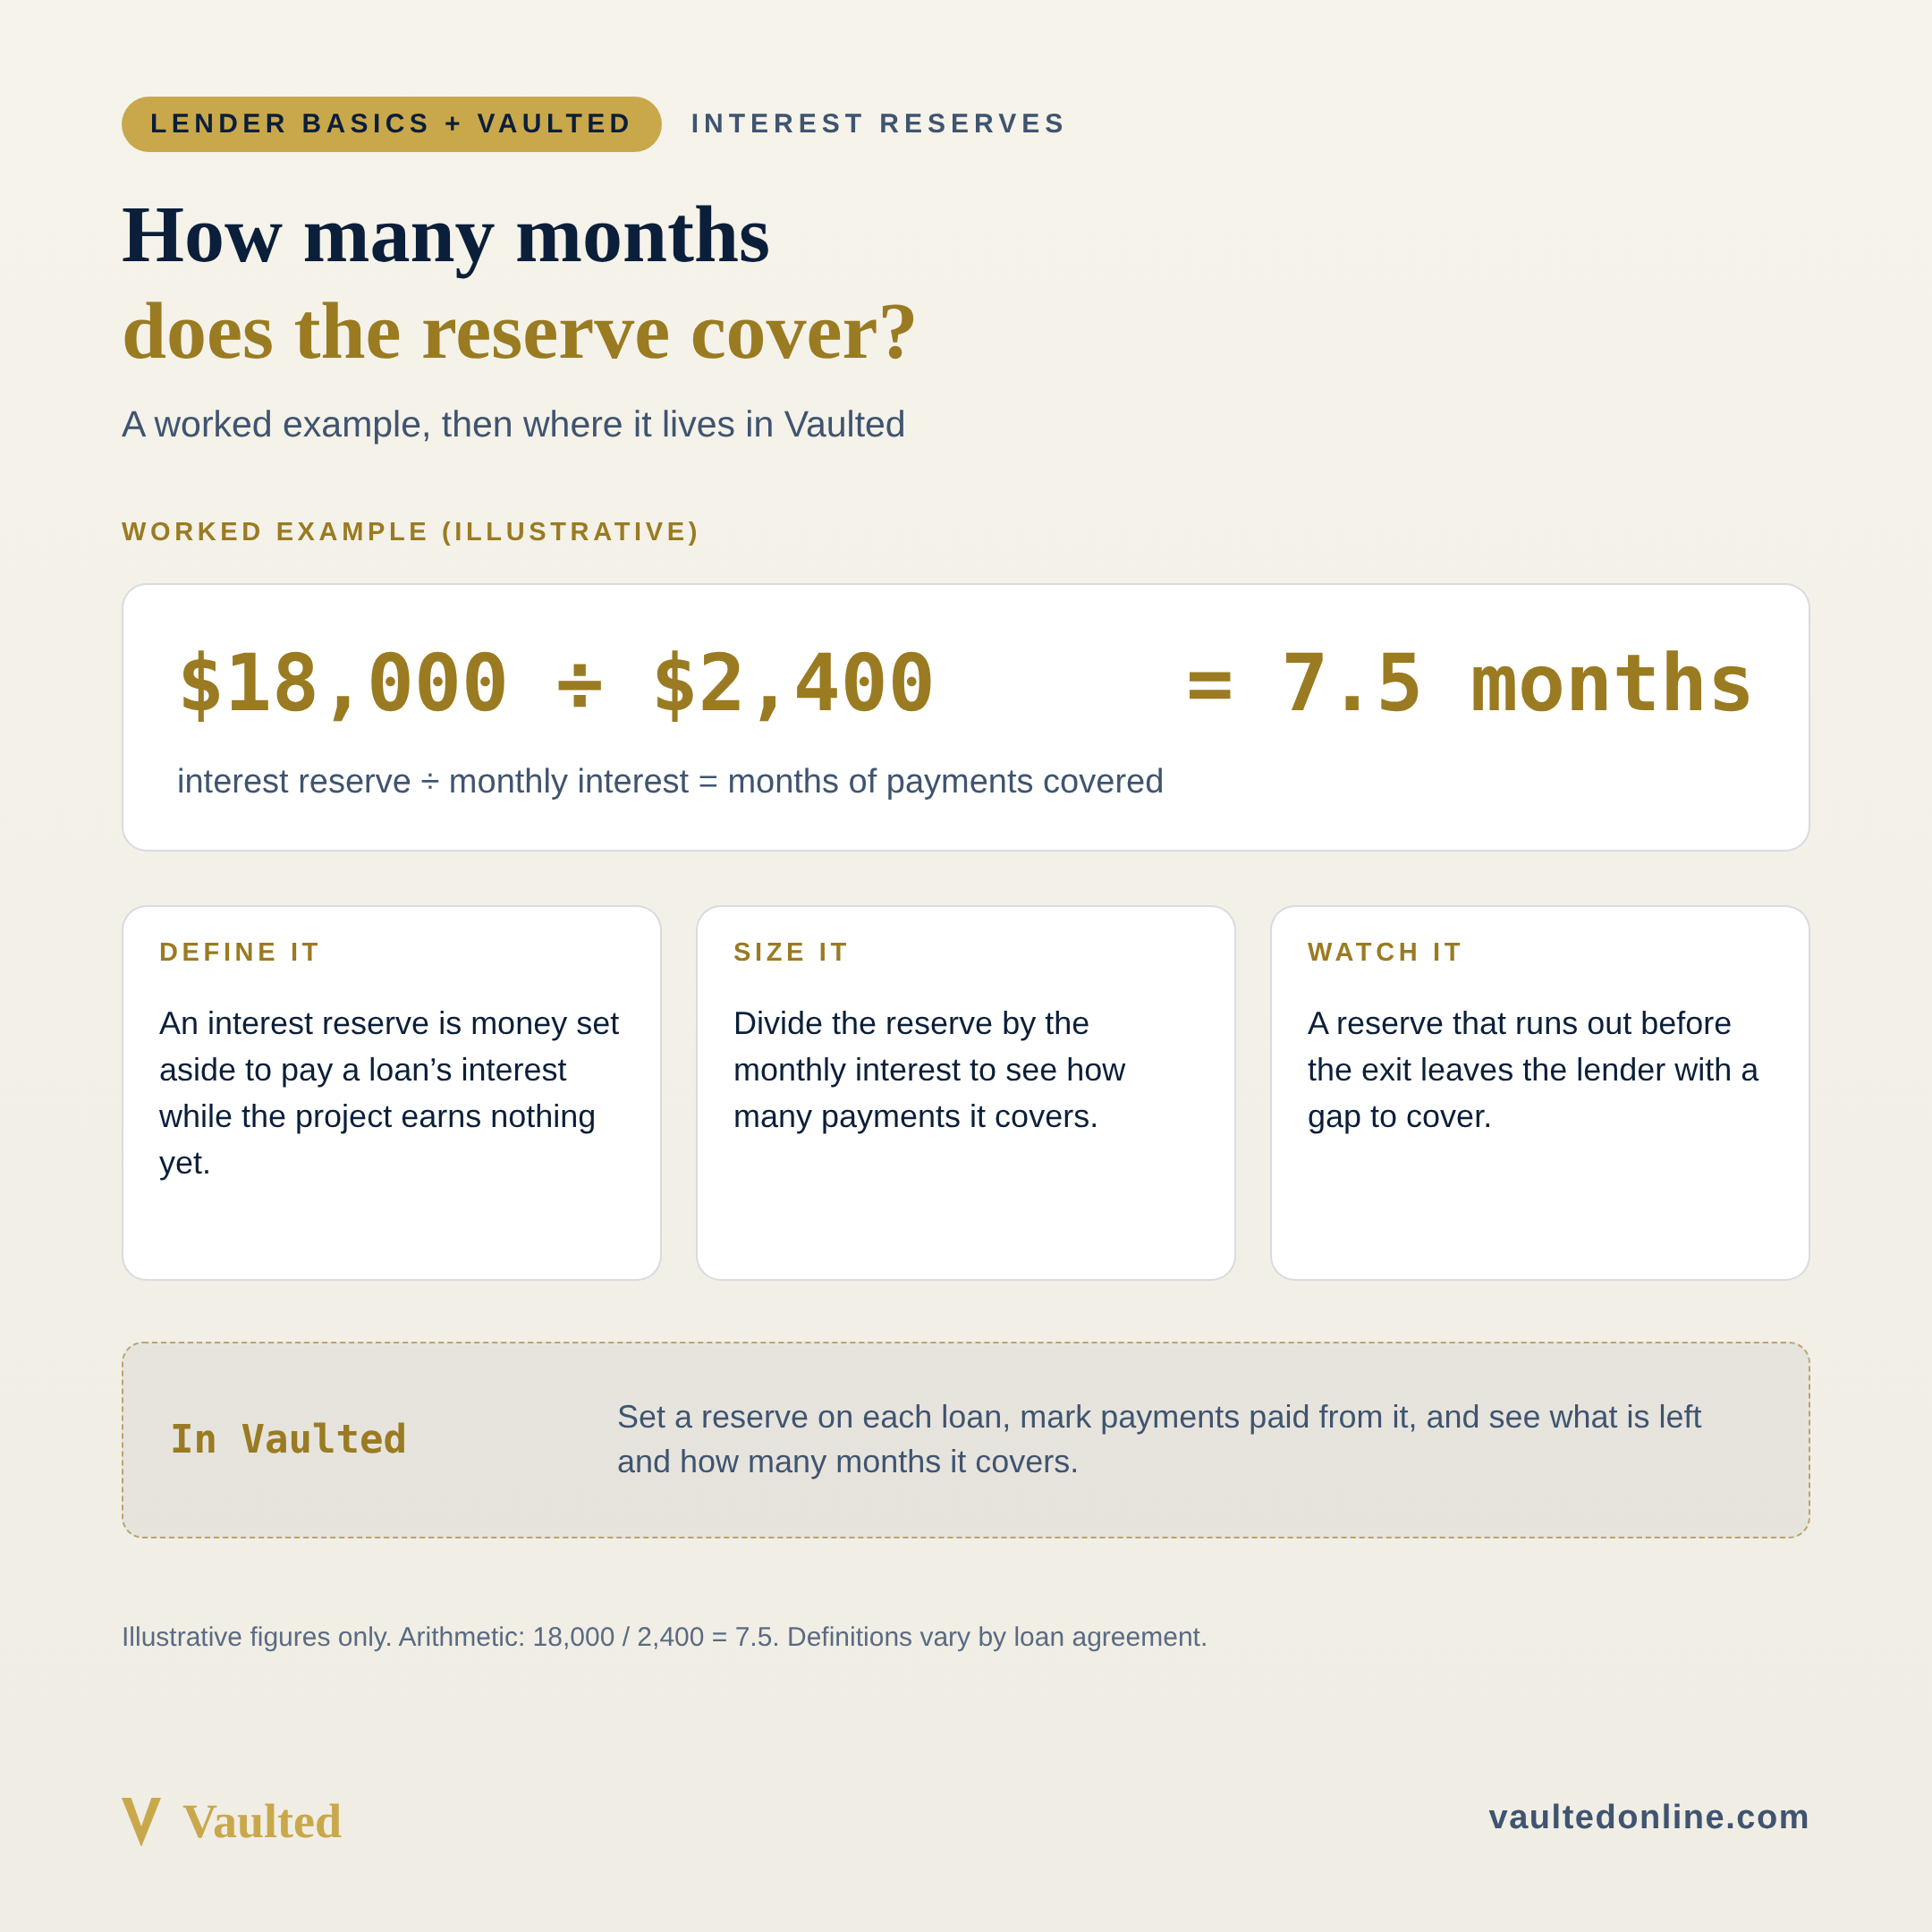 LENDER BASICS + VAULTED INTEREST RESERVES
How many months
does the reserve cover?
A worked example, then where it lives in Vaulted
WORKED EXAMPLE (ILLUSTRATIVE)
$18,000 ÷ $2,400 = 7.5 months
interest reserve ÷ monthly interest = months of payments covered
DEFINE IT
An interest reserve is money set
aside to pay a loan’s interest
while the project earns nothing
yet.
SIZE IT
Divide the reserve by the
monthly interest to see how
many payments it covers.
WATCH IT
A reserve that runs out before
the exit leaves the lender with a
gap to cover.
In Vaulted
Set a reserve on each loan, mark payments paid from it, and see what is left
and how many months it covers.
Illustrative figures only. Arithmetic: 18,000 / 2,400 = 7.5. Definitions vary by loan agreement.
Vaulted
vaultedonline.com